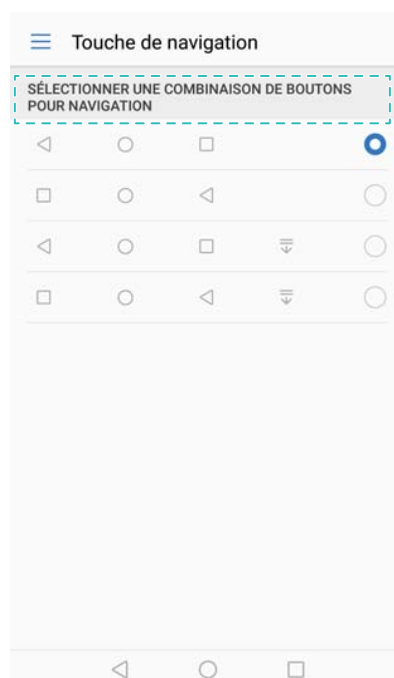 Touche de navigation
SÉLECTIONNER UNE COMBINAISON DE BOUTONS
POUR NAVIGATION